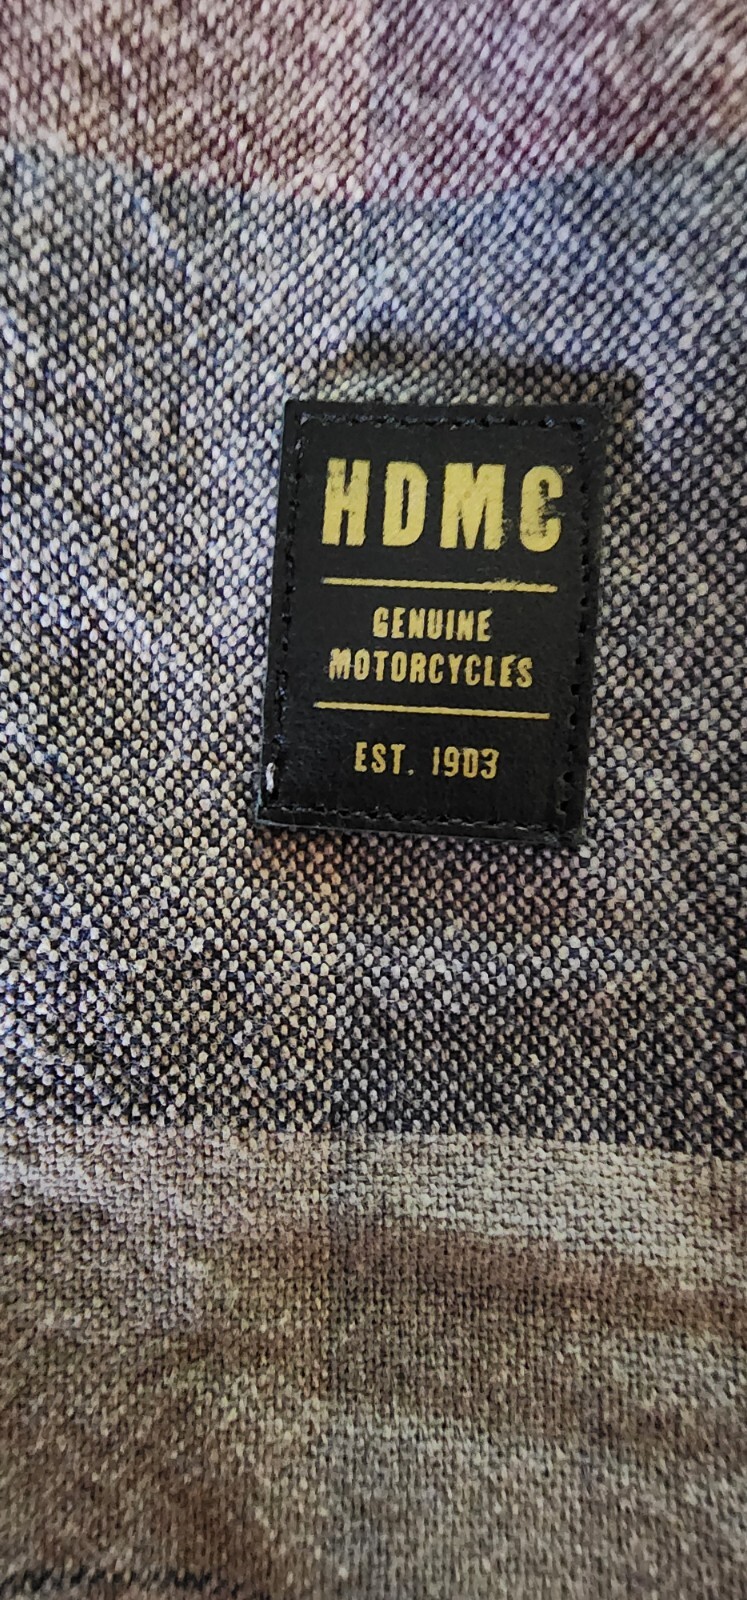 HDMC
GENUINE
MOTORCYCLES
EST. 1903